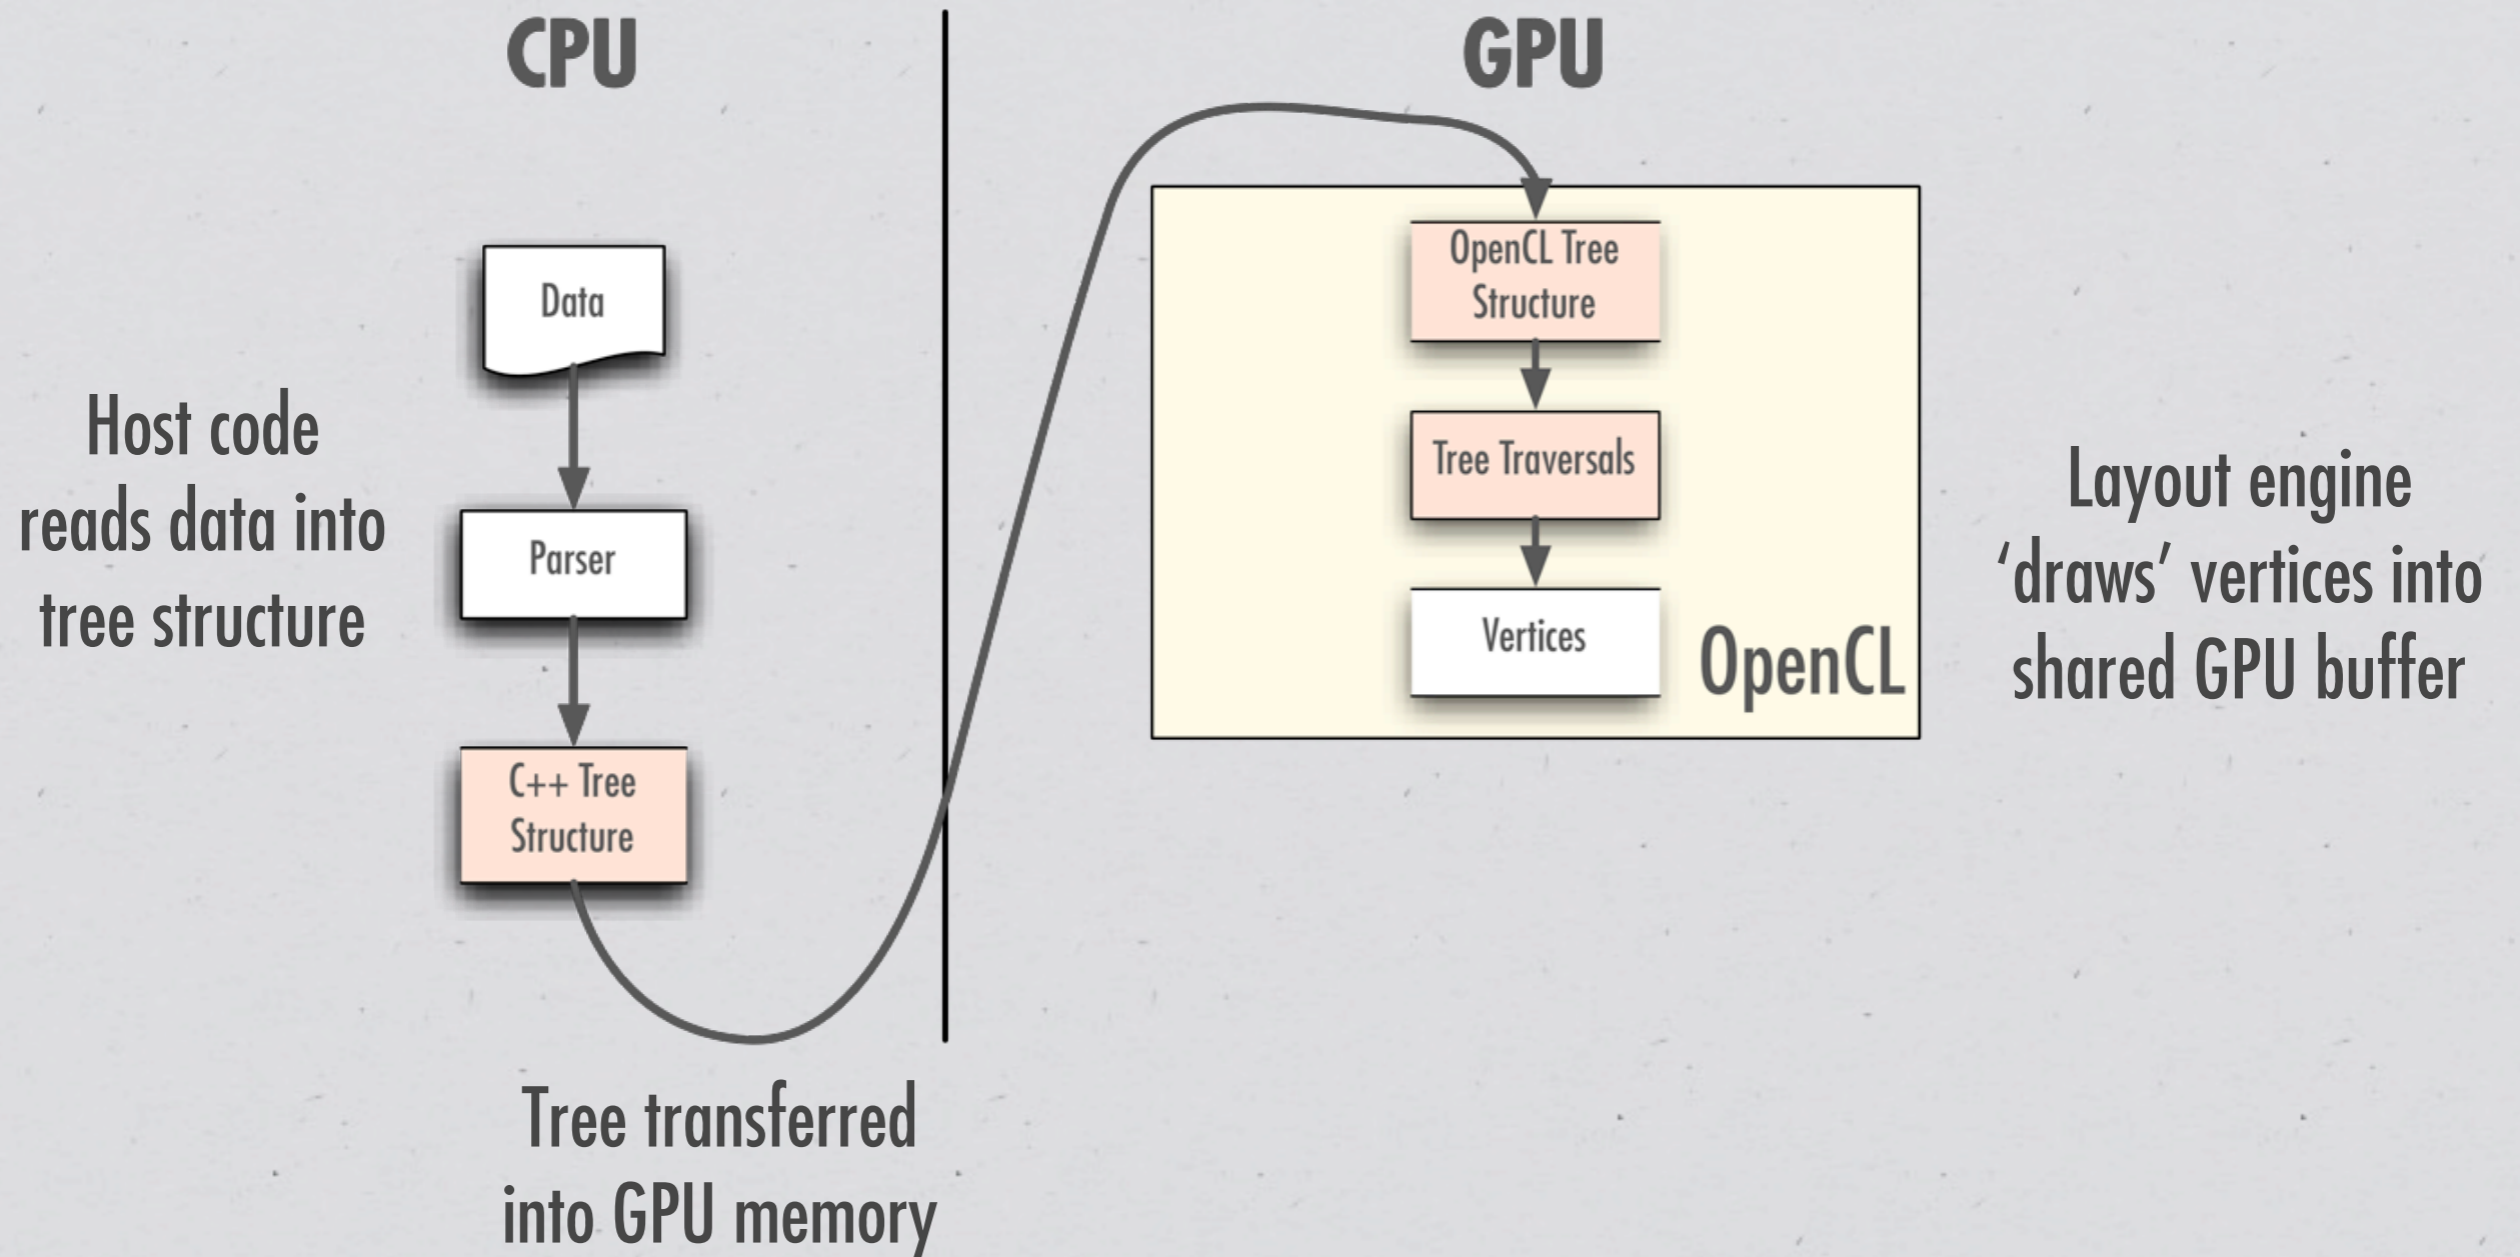 CPU
GPU
Data
Parser
C++ Tree
Structure
Host code
reads data into
tree structure
Tree transferred
into GPU memory
OpenCL Tree
Structure
Tree Traversals
Vertices
OpenCL
Layout engine
‘draws’ vertices into
shared GPU buffer